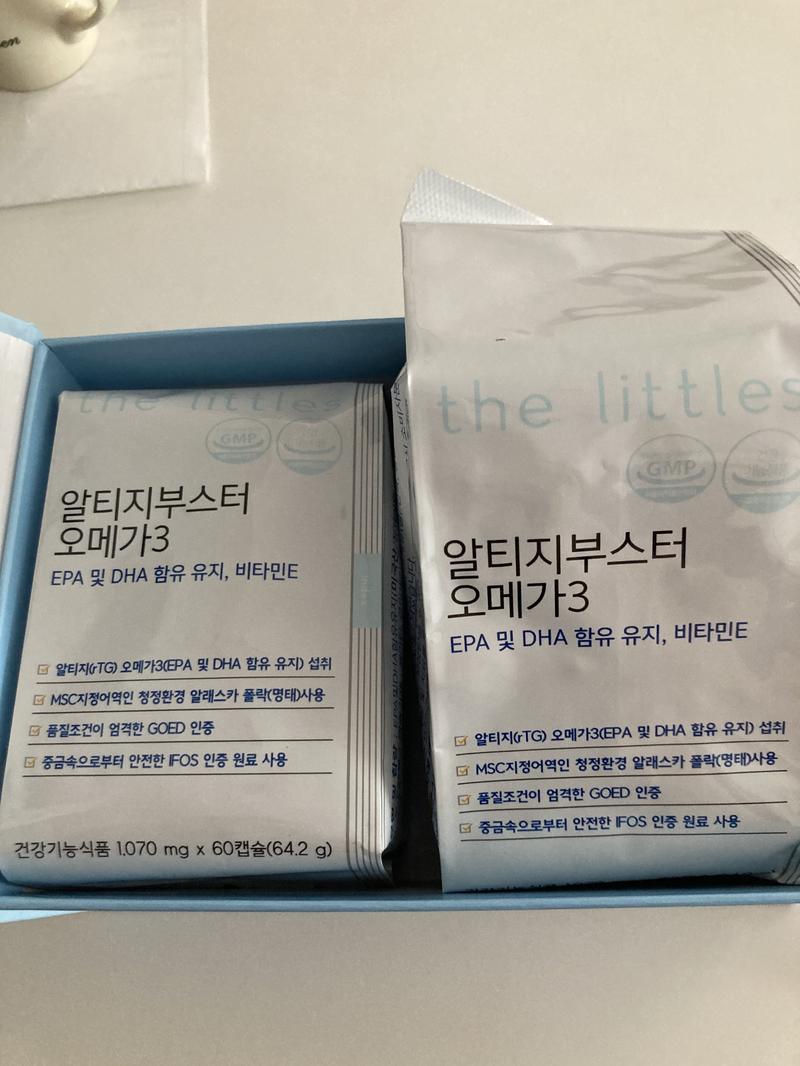 en
the littles
GMP
알티지부스터
오메가3
EPA 및 DHA 함유 유지, 비타민E
알티지(rTG) 오메가3(EPA 및 DHA 함유 유지) 섭취
MSC지정어역인 청정환경 알래스카 폴락(명태)사용
품질조건이 엄격한 GOED 인증
중금속으로부터 안전한 IFOS 인증 원료 사용
건강기능식품 1,070 mg x 60캡슐(64.2 g)
the littles
GMP
알티지부스터
오메가3
EPA 및 DHA 함유 유지, 비타민E
알티지(rTG) 오메가3(EPA 및 DHA 함유 유지) 섭취
MSC지정어역인 청정환경 알래스카 폴락(명태)사용
품질조건이 엄격한 GOED 인증
중금속으로부터 안전한 IFOS 인증 원료 사용